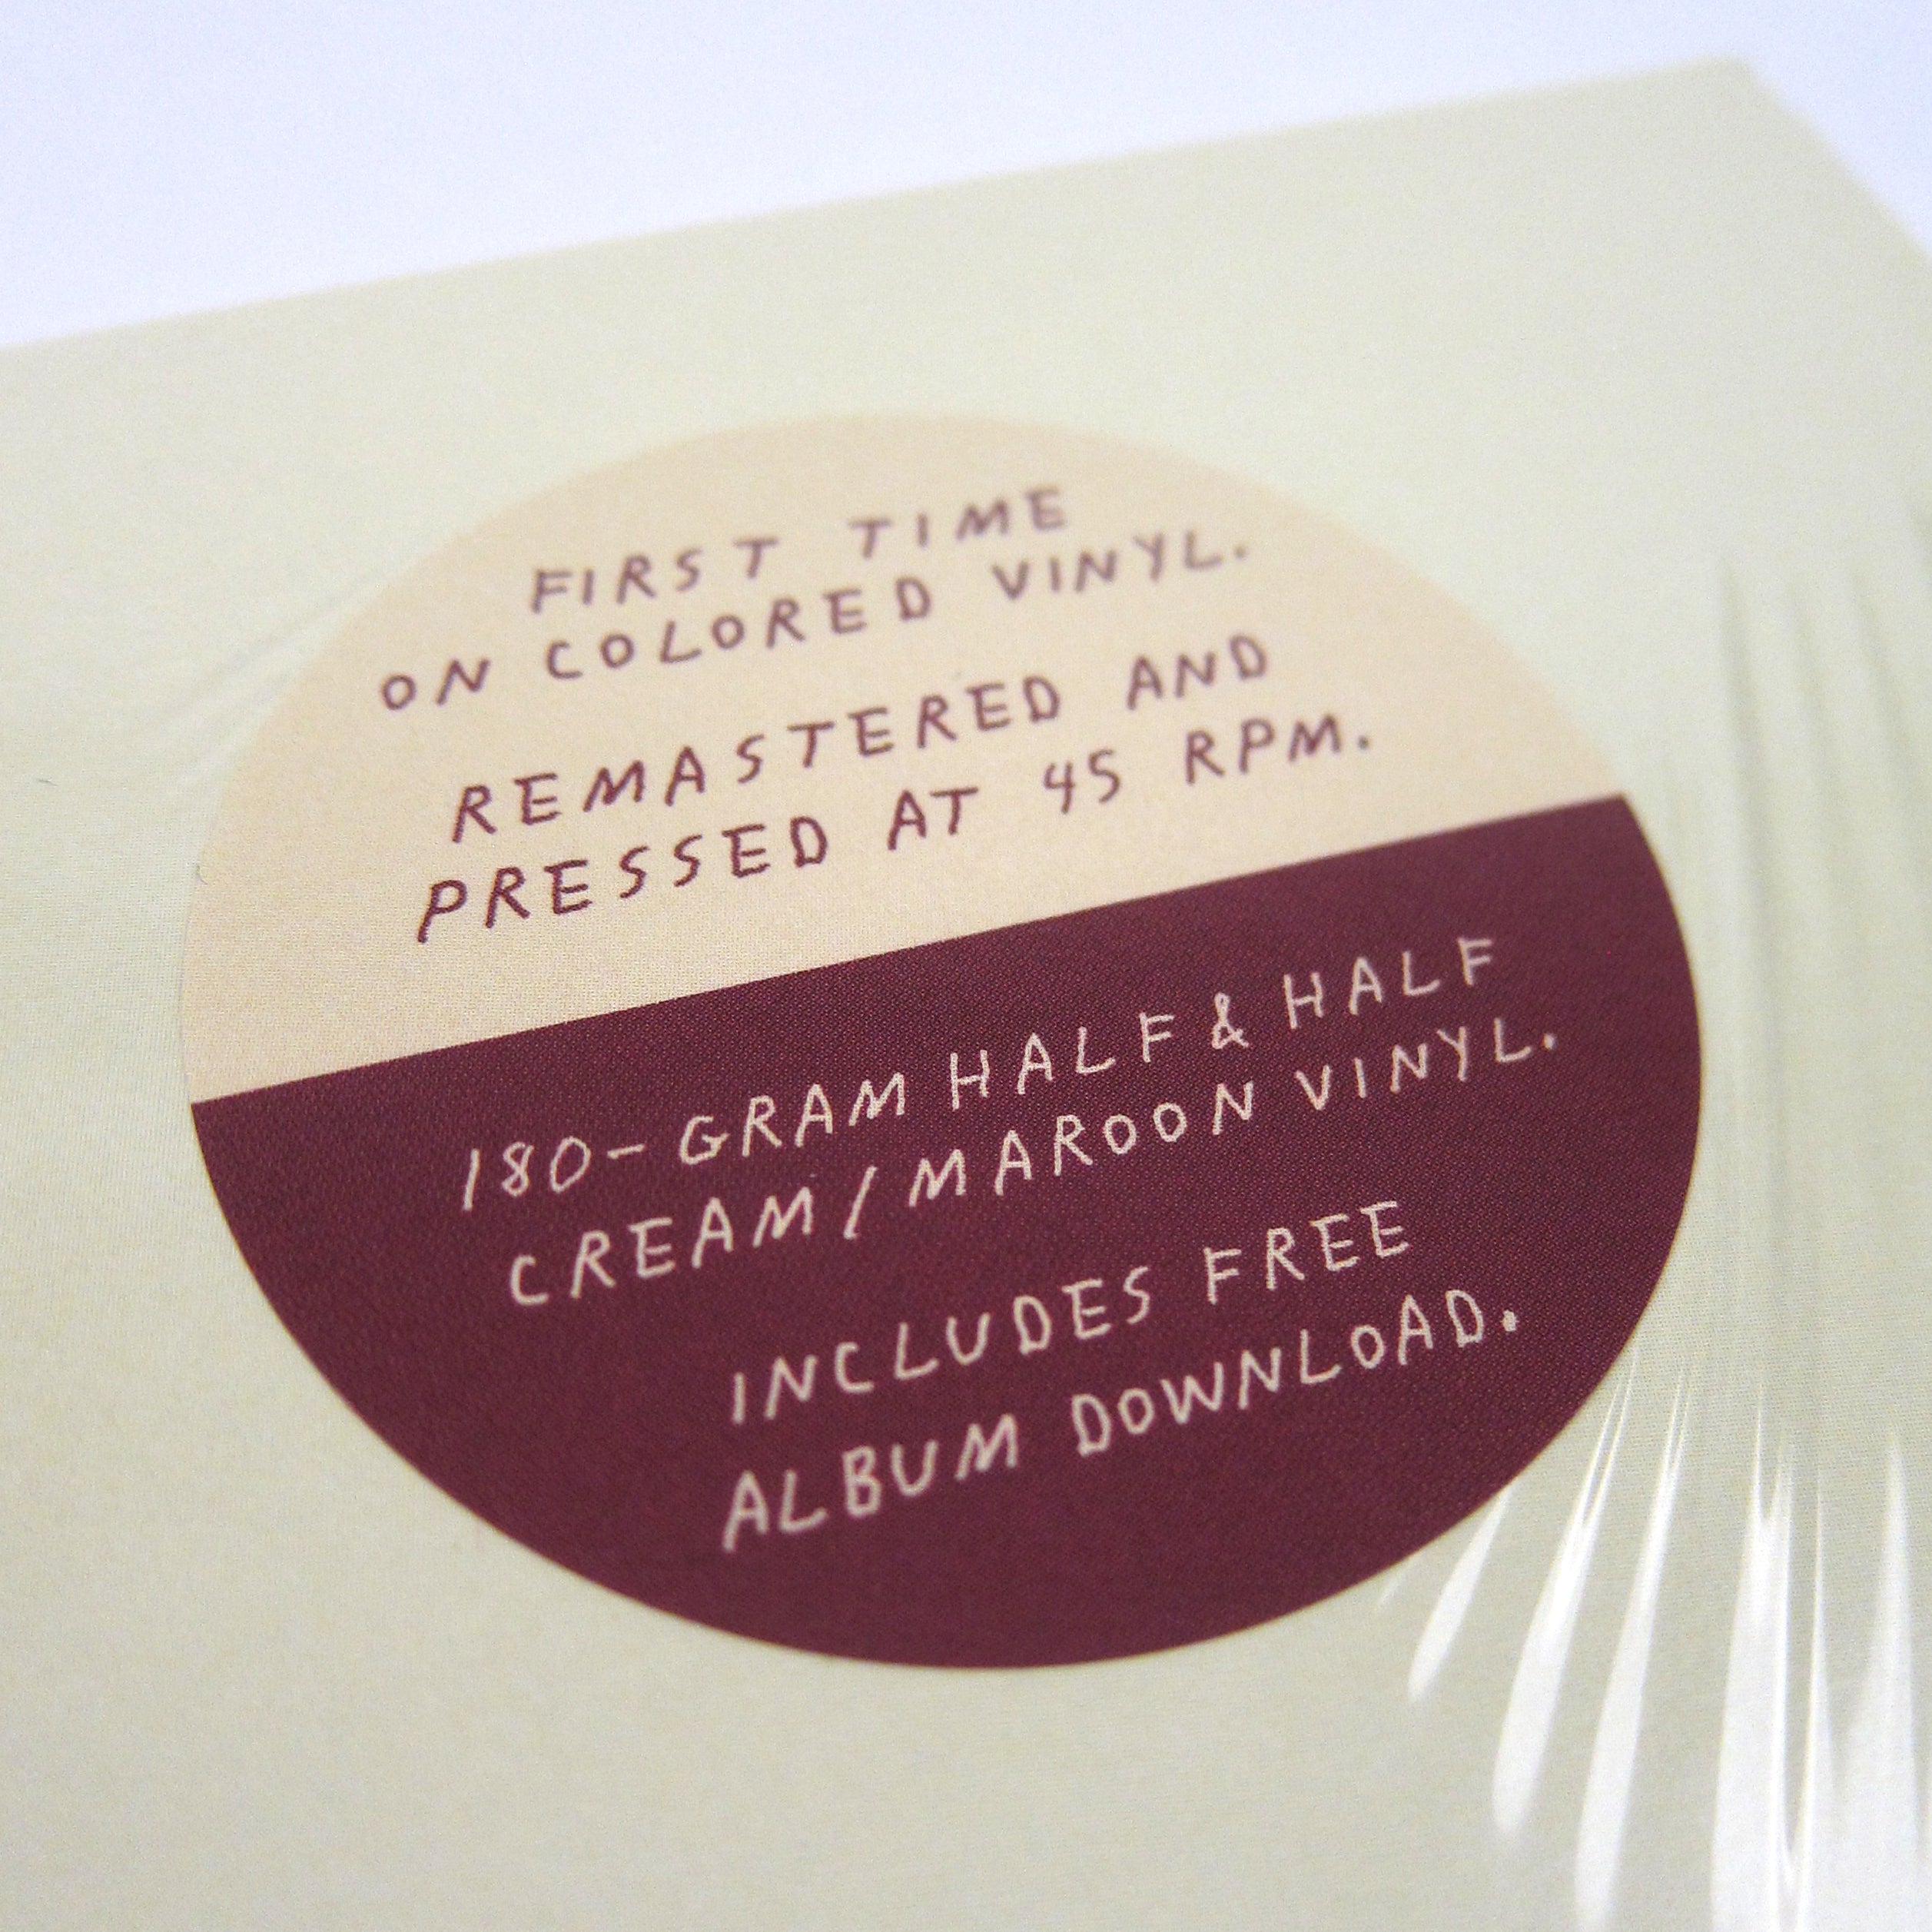 FIRST TIME
ON COLORED VINYL.
REMASTERED AND
PRESSED AT 45 RPM.
180-GRAM HALF & HALF
CREAM/MAROON VINYL.
INCLUDES FREE
ALBUM DOWNLOAD.